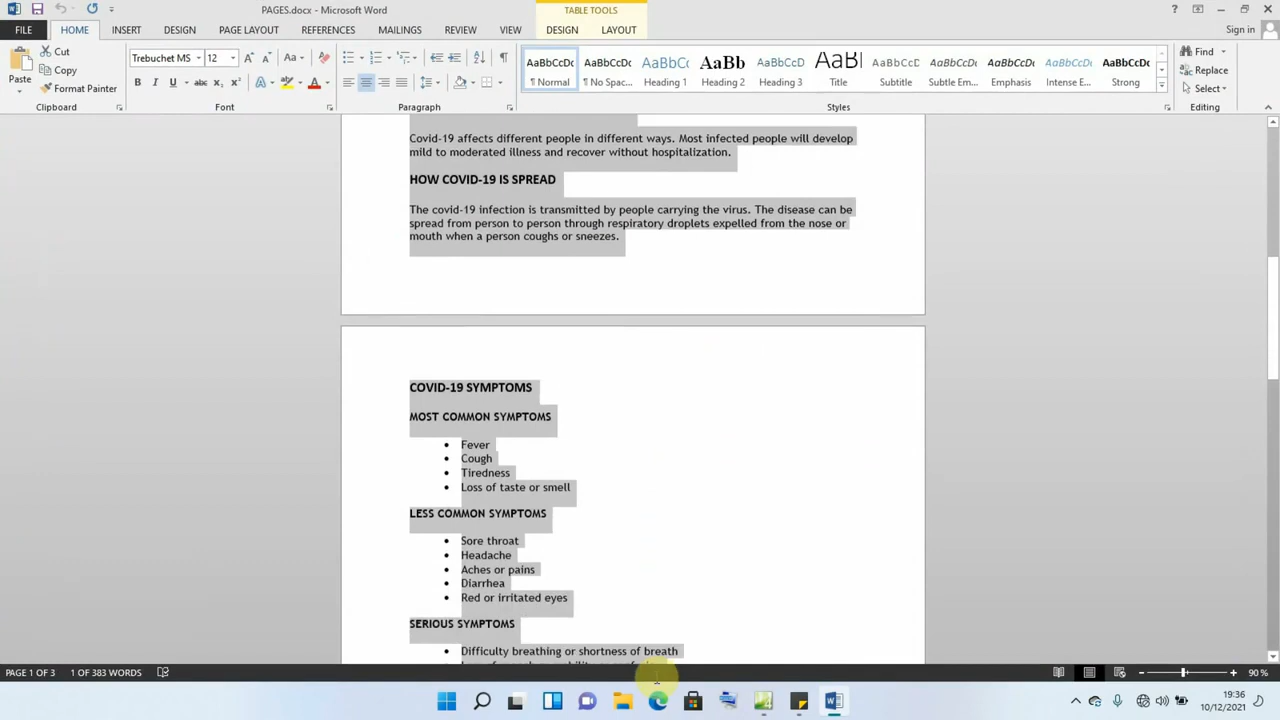 PAGES.docx - Microsoft Word
TABLE TOOLS
FILE HOME INSERT DESIGN PAGE LAYOUT REFERENCES MAILINGS REVIEW VIEW DESIGN LAYOUT Sign in
Paste
Cut
Copy
Format Painter
Clipboard
Trebuchet MS 12
Font
Paragraph
AaBbCcDc AaBbCcDc AaBbCc AaBb AaBbCcD AaBb AaBbCcD AaBbCcDc AaBbCcDc AaBbCcDc AaBbCcDc
¶ Normal ¶ No Spac... Heading 1 Heading 2 Heading 3 Title Subtitle Subtle Em... Emphasis Intense E... Strong
Styles
Find
Replace
Select
Editing
Covid-19 affects different people in different ways. Most infected people will develop
mild to moderated illness and recover without hospitalization.
HOW COVID-19 IS SPREAD
The covid-19 infection is transmitted by people carrying the virus. The disease can be
spread from person to person through respiratory droplets expelled from the nose or
mouth when a person coughs or sneezes.
COVID-19 SYMPTOMS
MOST COMMON SYMPTOMS
• Fever
• Cough
• Tiredness
• Loss of taste or smell
LESS COMMON SYMPTOMS
• Sore throat
• Headache
• Aches or pains
• Diarrhea
• Red or irritated eyes
SERIOUS SYMPTOMS
• Difficulty breathing or shortness of breath
PAGE 1 OF 3 1 OF 383 WORDS 90 %
19:36
10/12/2021